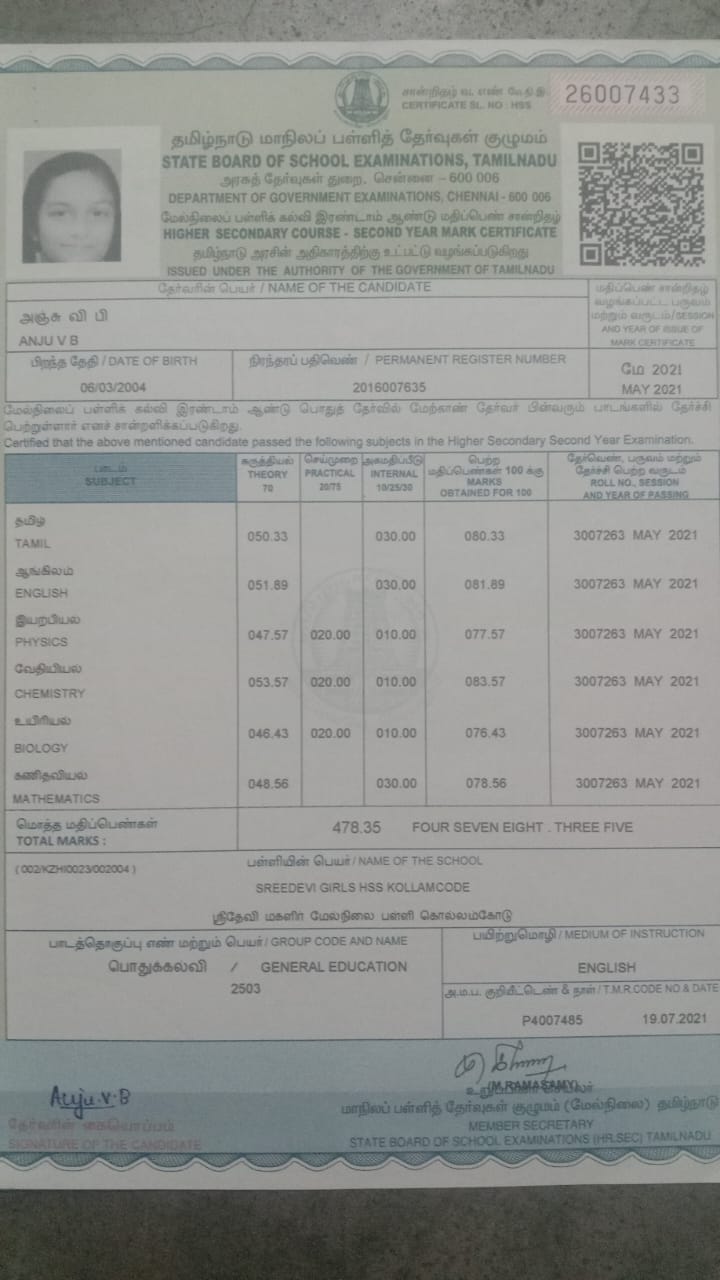 சான்றிதழ் வ. எண் மே.நி.இ.
CERTIFICATE SL. NO : HSS 26007433
தமிழ்நாடு மாநிலப் பள்ளித் தேர்வுகள் குழுமம்
STATE BOARD OF SCHOOL EXAMINATIONS, TAMILNADU
அரசுத் தேர்வுகள் துறை, சென்னை – 600 006
DEPARTMENT OF GOVERNMENT EXAMINATIONS, CHENNAI - 600 006
மேல்நிலைப் பள்ளிக் கல்வி இரண்டாம் ஆண்டு மதிப்பெண் சான்றிதழ்
HIGHER SECONDARY COURSE - SECOND YEAR MARK CERTIFICATE
தமிழ்நாடு அரசின் அதிகாரத்திற்கு உட்பட்டு வழங்கப்படுகிறது
ISSUED UNDER THE AUTHORITY OF THE GOVERNMENT OF TAMILNADU
தேர்வரின் பெயர் / NAME OF THE CANDIDATE
அஞ்சு வி பி
ANJU V B
மதிப்பெண் சான்றிதழ்
வழங்கப்பட்ட பருவம்
மற்றும் வருடம்/SESSION
AND YEAR OF ISSUE OF
MARK CERTIFICATE
பிறந்த தேதி / DATE OF BIRTH
06/03/2004
நிரந்தரப் பதிவெண் / PERMANENT REGISTER NUMBER
2016007635
மே 2021
MAY 2021
மேல்நிலைப் பள்ளிக் கல்வி இரண்டாம் ஆண்டு பொதுத் தேர்வில் மேற்காண் தேர்வர் பின்வரும் பாடங்களில் தேர்ச்சி
பெற்றுள்ளார் எனச் சான்றளிக்கப்படுகிறது.
Certified that the above mentioned candidate passed the following subjects in the Higher Secondary Second Year Examination.
பாடம்
SUBJECT
கருத்தியல்
THEORY
70
செய்முறை
PRACTICAL
20/75
அகமதிப்பீடு
INTERNAL
10/25/30
பெற்ற
மதிப்பெண்கள் 100 க்கு
MARKS
OBTAINED FOR 100
தேர்வெண், பருவம் மற்றும்
தேர்ச்சி பெற்ற வருடம்
ROLL NO., SESSION
AND YEAR OF PASSING
தமிழ்
TAMIL 050.33 030.00 080.33 3007263 MAY 2021
ஆங்கிலம்
ENGLISH 051.89 030.00 081.89 3007263 MAY 2021
இயற்பியல்
PHYSICS 047.57 020.00 010.00 077.57 3007263 MAY 2021
வேதியியல்
CHEMISTRY 053.57 020.00 010.00 083.57 3007263 MAY 2021
உயிரியல்
BIOLOGY 046.43 020.00 010.00 076.43 3007263 MAY 2021
கணிதவியல்
MATHEMATICS 048.56 030.00 078.56 3007263 MAY 2021
மொத்த மதிப்பெண்கள்
TOTAL MARKS : 478.35 FOUR SEVEN EIGHT . THREE FIVE
( 002/KZHI0023/002004 ) பள்ளியின் பெயர் / NAME OF THE SCHOOL
SREEDEVI GIRLS HSS KOLLAMCODE
ஸ்ரீதேவி மகளிர் மேல்நிலை பள்ளி கொல்லம்கோடு
பாடத்தொகுப்பு எண் மற்றும் பெயர்/ GROUP CODE AND NAME
பொதுக்கல்வி / GENERAL EDUCATION
2503
பயிற்றுமொழி / MEDIUM OF INSTRUCTION
ENGLISH
அ.ம.ப. குறியீட்டெண் & நாள் / T.M.R.CODE NO & DATE
P4007485 19.07.2021
Anju.V.B
தேர்வரின் கையொப்பம்
SIGNATURE OF THE CANDIDATE
(M.RAMASAMY)
உறுப்பினர் செயலர்
மாநிலப் பள்ளித் தேர்வுகள் குழுமம் (மேல்நிலை) தமிழ்நாடு
MEMBER SECRETARY
STATE BOARD OF SCHOOL EXAMINATIONS (HR.SEC) TAMILNADU